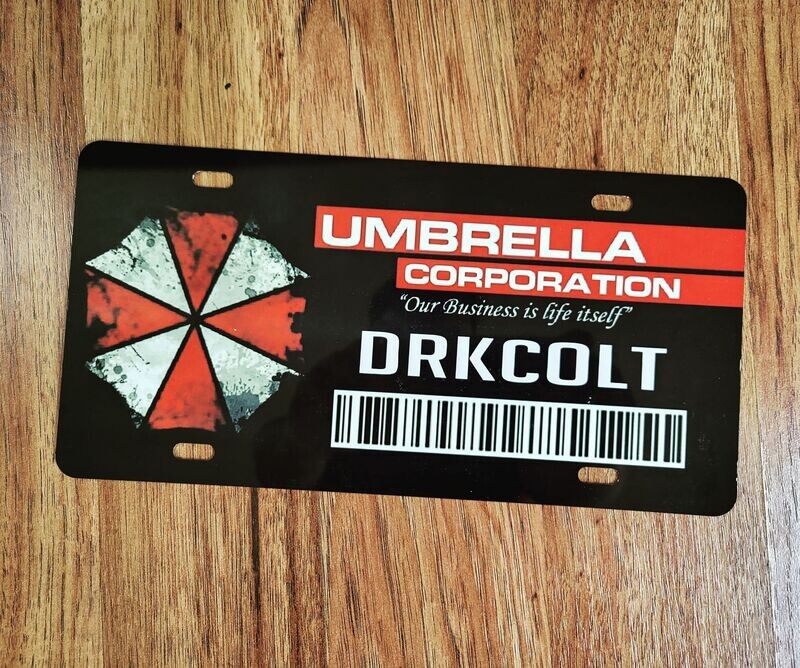 UMBRELLA
CORPORATION
“Our Business is life itself”
DRKCOLT